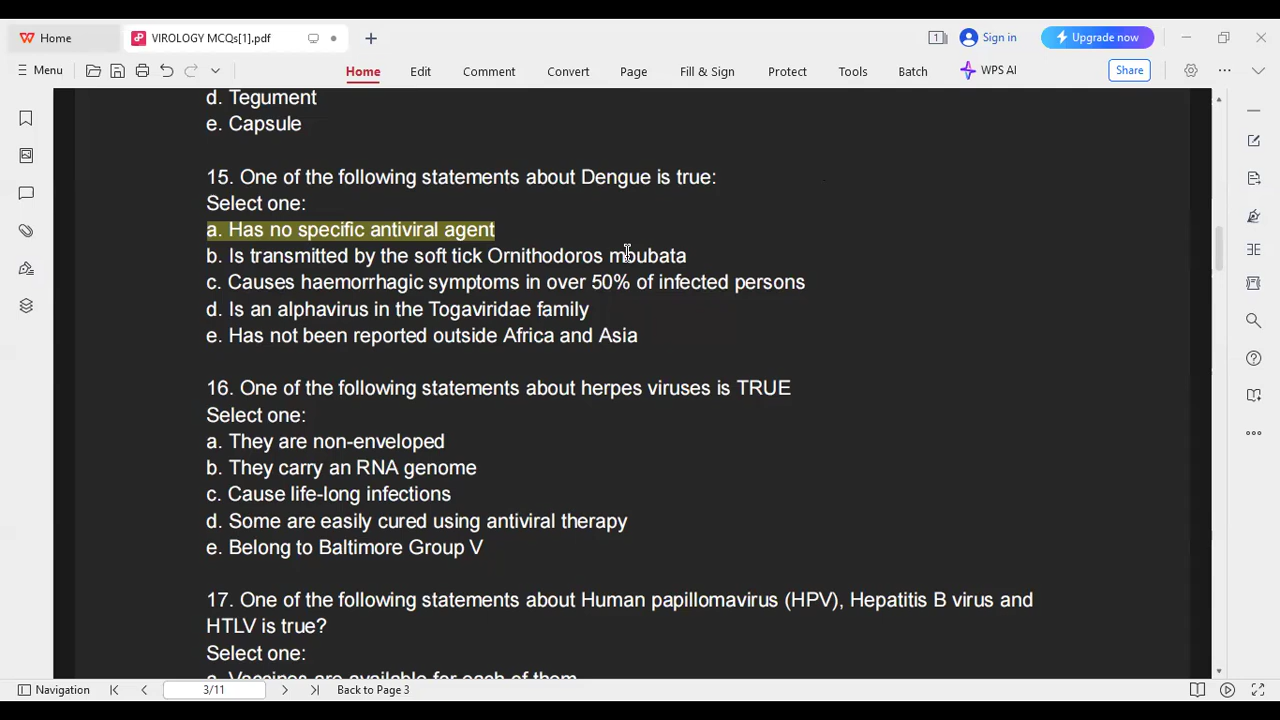 Home
VIROLOGY MCQs[1].pdf
Sign in
Upgrade now
Menu
Home
Edit
Comment
Convert
Page
Fill & Sign
Protect
Tools
Batch
WPS AI
Share
d. Tegument
e. Capsule
15. One of the following statements about Dengue is true:
Select one:
a. Has no specific antiviral agent
b. Is transmitted by the soft tick Ornithodoros moubata
c. Causes haemorrhagic symptoms in over 50% of infected persons
d. Is an alphavirus in the Togaviridae family
e. Has not been reported outside Africa and Asia
16. One of the following statements about herpes viruses is TRUE
Select one:
a. They are non-enveloped
b. They carry an RNA genome
c. Cause life-long infections
d. Some are easily cured using antiviral therapy
e. Belong to Baltimore Group V
17. One of the following statements about Human papillomavirus (HPV), Hepatitis B virus and
HTLV is true?
Select one:
a. Vaccines are available for each of them
Navigation
3/11
Back to Page 3